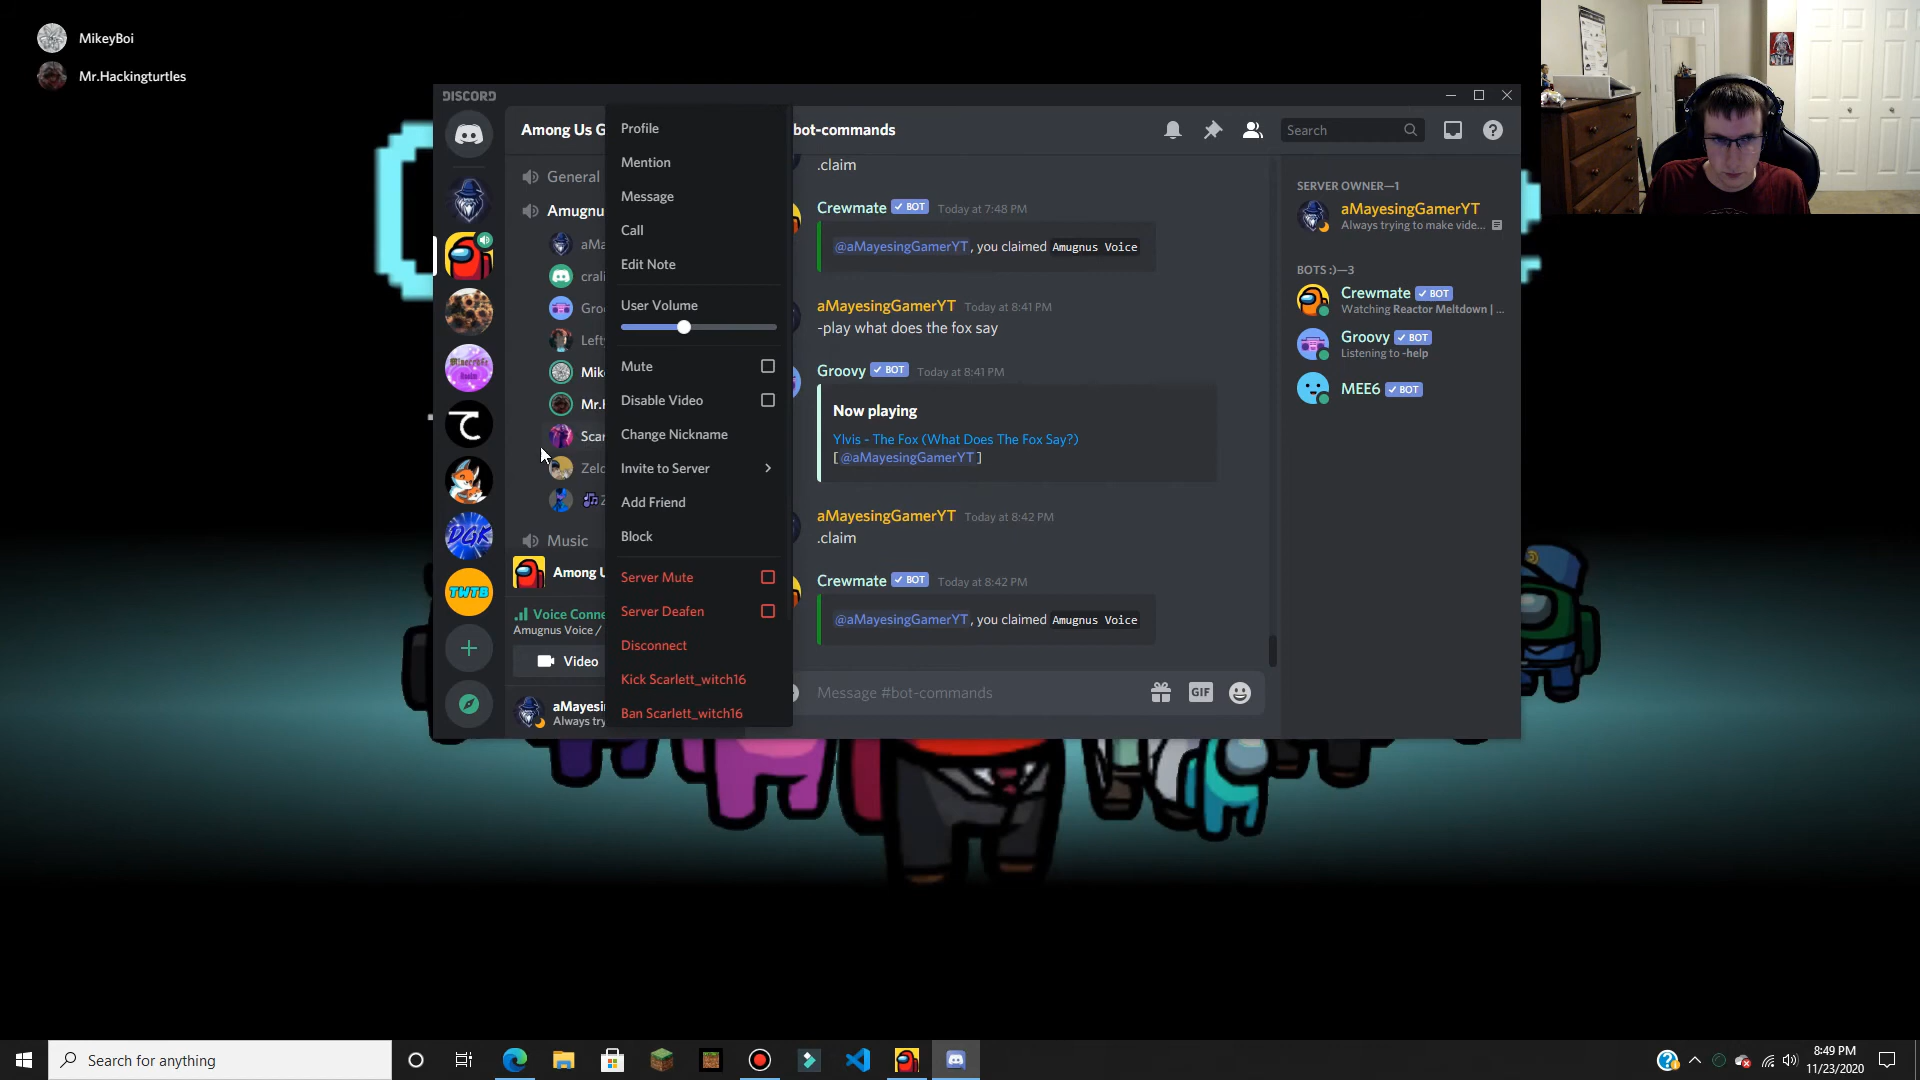 MikeyBoi
Mr.Hackingturtles
DISCORD
Among Us G
General
Amugnu
aMa
crali
Gro
Left
Mik
Mr.H
Scar
Zelo
Music
Among U
Voice Conne
Amugnus Voice /
Video
aMayesi
Always try
Profile
Mention
Message
Call
Edit Note
User Volume
Mute
Disable Video
Change Nickname
Invite to Server
Add Friend
Block
Server Mute
Server Deafen
Disconnect
Kick Scarlett_witch16
Ban Scarlett_witch16
bot-commands
Search
.claim
Crewmate BOT Today at 7:48 PM
@aMayesingGamerYT, you claimed Amugnus Voice
aMayesingGamerYT Today at 8:41 PM
-play what does the fox say
Groovy BOT Today at 8:41 PM
Now playing
Ylvis - The Fox (What Does The Fox Say?)
[@aMayesingGamerYT]
aMayesingGamerYT Today at 8:42 PM
.claim
Crewmate BOT Today at 8:42 PM
@aMayesingGamerYT, you claimed Amugnus Voice
Message #bot-commands
GIF
SERVER OWNER—1
aMayesingGamerYT
Always trying to make vide...
BOTS :)—3
Crewmate BOT
Watching Reactor Meltdown | ...
Groovy BOT
Listening to -help
MEE6 BOT
DGK
TWTB
Search for anything
8:49 PM
11/23/2020